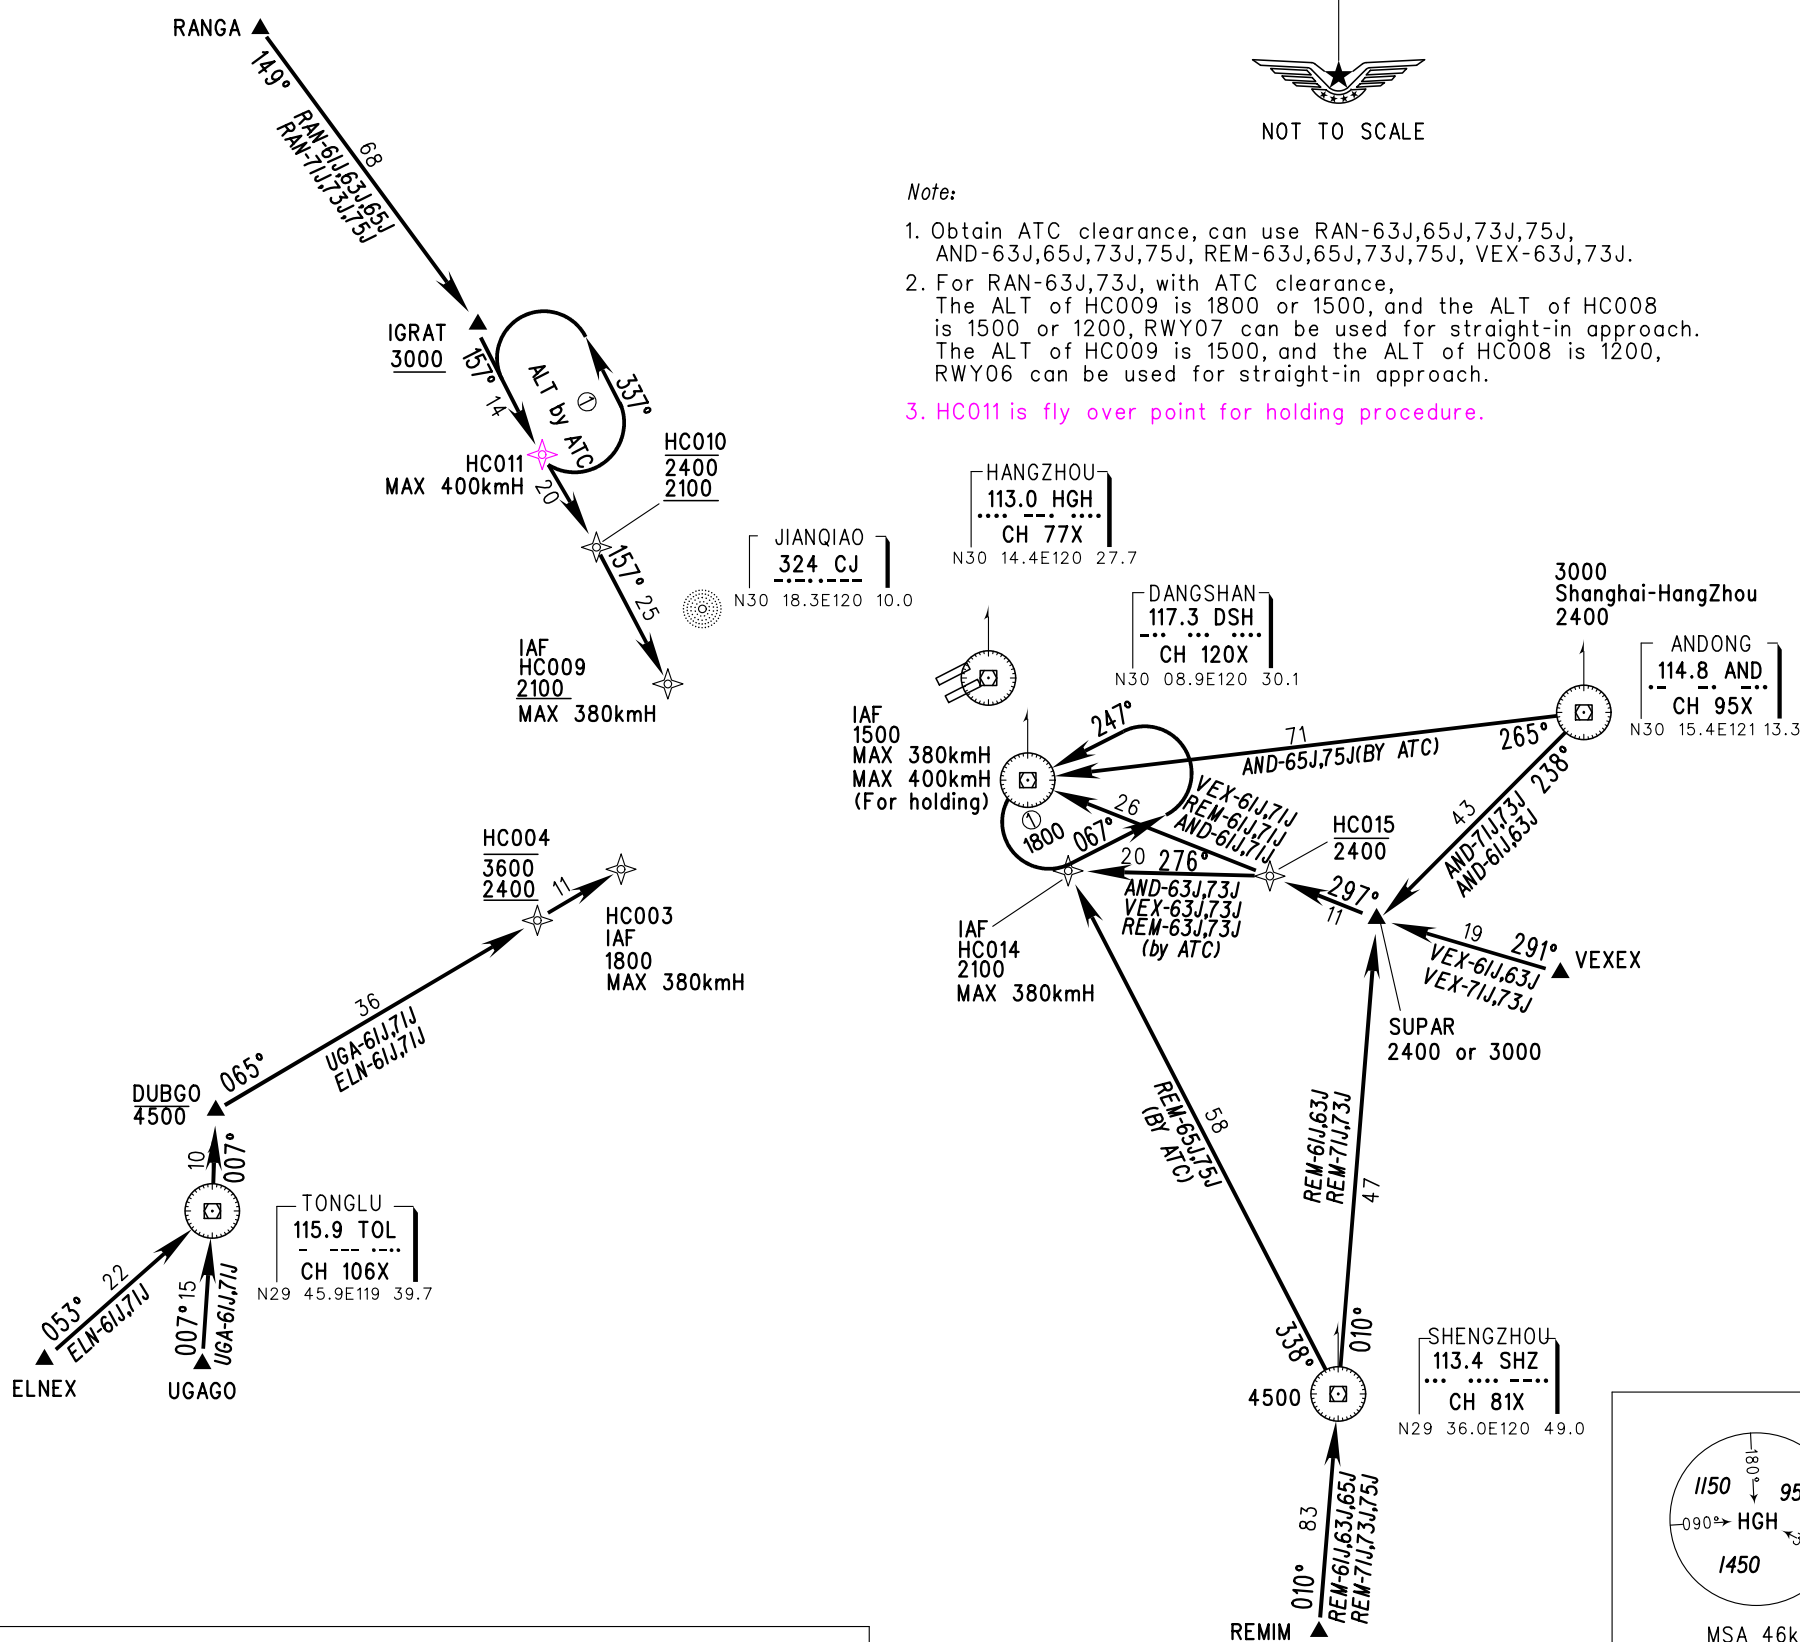 RANGA
149°
68
RAN-61J,63J,65J
RAN-71J,73J,75J
NOT TO SCALE
Note:
1. Obtain ATC clearance, can use RAN-63J,65J,73J,75J,
AND-63J,65J,73J,75J, REM-63J,65J,73J,75J, VEX-63J,73J.
2. For RAN-63J,73J, with ATC clearance,
The ALT of HC009 is 1800 or 1500, and the ALT of HC008
is 1500 or 1200, RWY07 can be used for straight-in approach.
The ALT of HC009 is 1500, and the ALT of HC008 is 1200,
RWY06 can be used for straight-in approach.
3. HC011 is fly over point for holding procedure.
IGRAT
3000
157°
14
ALT by ATC
1
337°
HC011
MAX 400kmH
20
HC010
2400
2100
157°
25
JIANQIAO
324 CJ
N30 18.3E120 10.0
IAF
HC009
2100
MAX 380kmH
HANGZHOU
113.0 HGH
CH 77X
N30 14.4E120 27.7
DANGSHAN
117.3 DSH
CH 120X
N30 08.9E120 30.1
3000
Shanghai-HangZhou
2400
ANDONG
114.8 AND
CH 95X
N30 15.4E121 13.3
IAF
1500
MAX 380kmH
MAX 400kmH
(For holding)
247°
71
AND-65J,75J(BY ATC)
265°
238°
43
AND-71J,73J
AND-61J,63J
26
VEX-61J,71J
REM-61J,71J
AND-61J,71J
1
1800
067°
HC015
2400
20
276°
AND-63J,73J
VEX-63J,73J
REM-63J,73J
(by ATC)
297°
11
IAF
HC014
2100
MAX 380kmH
19
291°
VEX-61J,63J
VEX-71J,73J
VEXEX
SUPAR
2400 or 3000
HC004
3600
2400
11
HC003
IAF
1800
MAX 380kmH
36
UGA-61J,71J
ELN-61J,71J
065°
DUBGO
4500
10
007°
TONGLU
115.9 TOL
CH 106X
N29 45.9E119 39.7
22
053°
ELN-61J,71J
007°
15
UGA-61J,71J
ELNEX
UGAGO
58
REM-65J,75J
(BY ATC)
REM-61J,63J
REM-71J,73J
47
338°
010°
4500
SHENGZHOU
113.4 SHZ
CH 81X
N29 36.0E120 49.0
83
010°
REM-61J,63J,65J
REM-71J,73J,75J
REMIM
180°
1150
95
090°
HGH
1450
MSA 46k